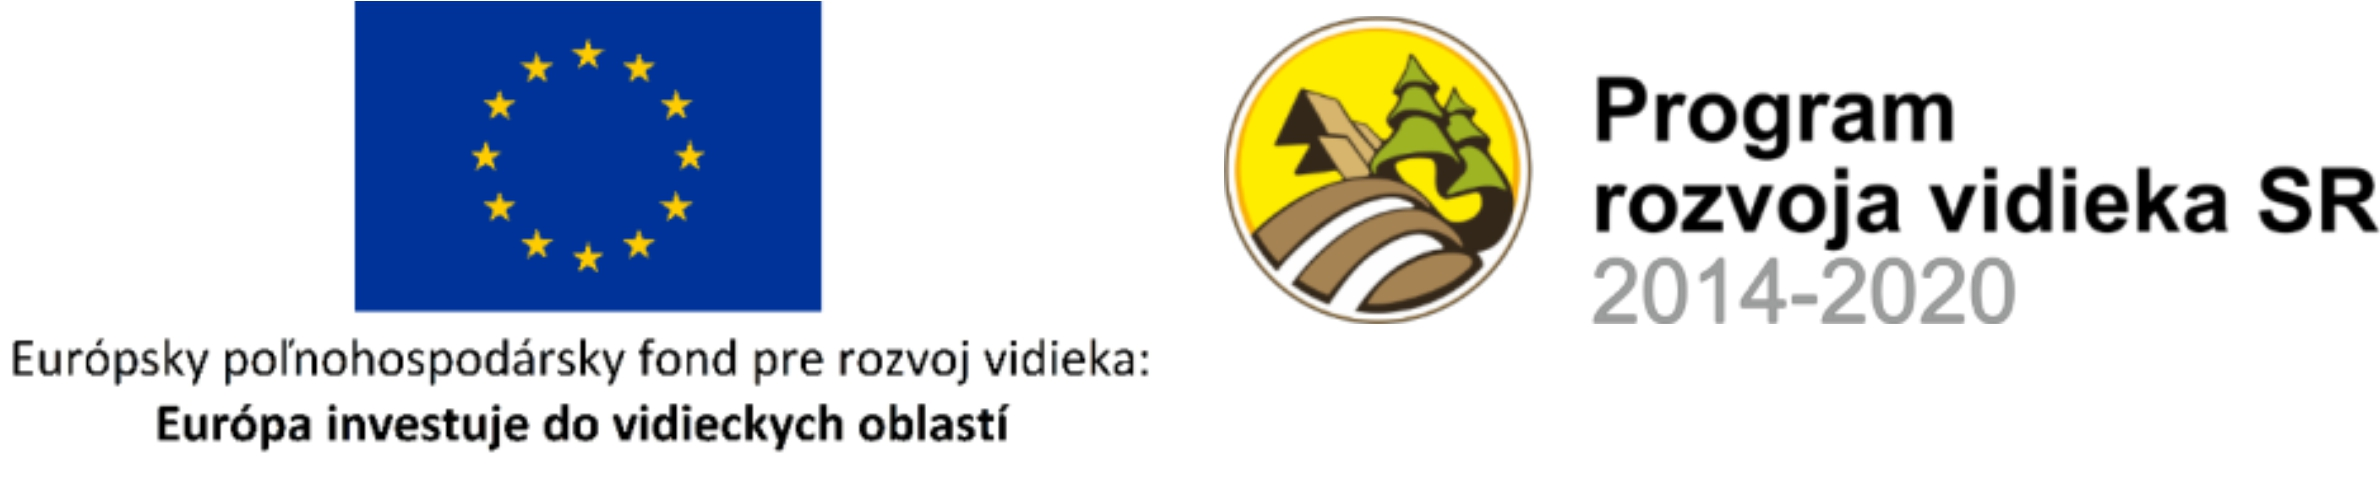 Európsky poľnohospodársky fond pre rozvoj vidieka:
Európa investuje do vidieckych oblastí
Program
rozvoja vidieka SR
2014-2020